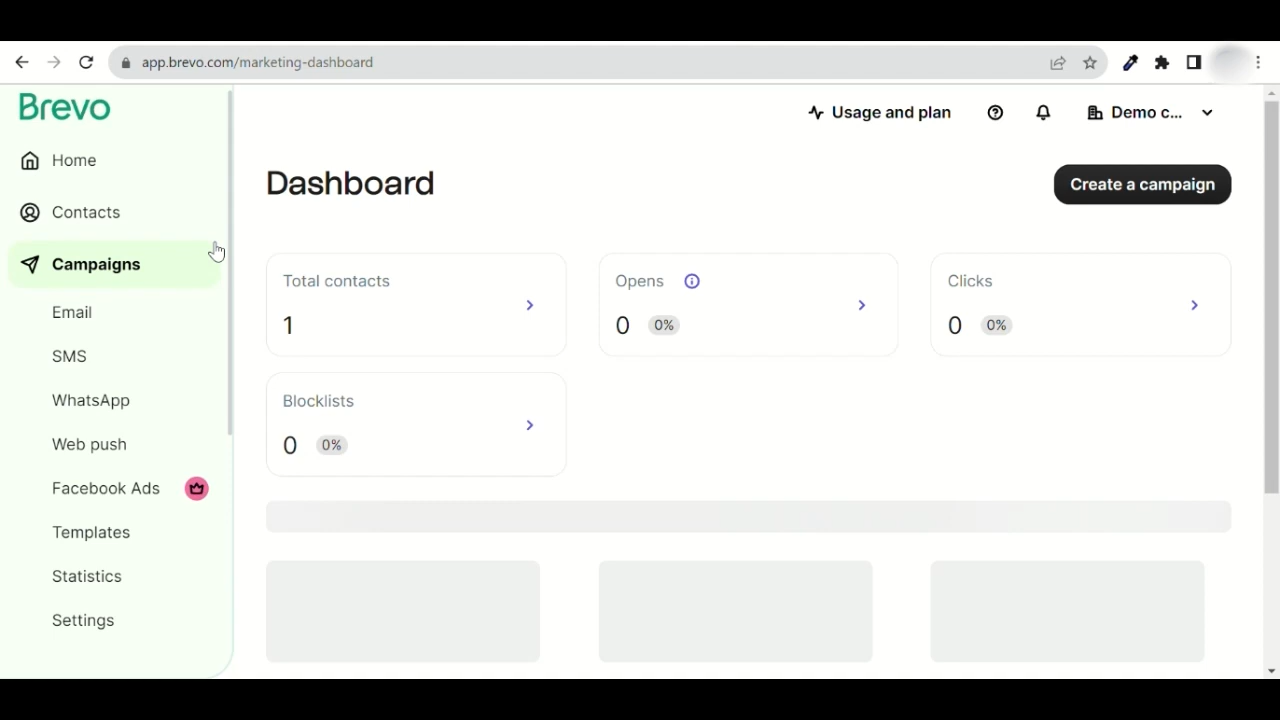 app.brevo.com/marketing-dashboard
Brevo
Usage and plan
Demo c...
Home
Contacts
Campaigns
Email
SMS
WhatsApp
Web push
Facebook Ads
Templates
Statistics
Settings
Dashboard
Create a campaign
Total contacts
1
Opens
0 0%
Clicks
0 0%
Blocklists
0 0%